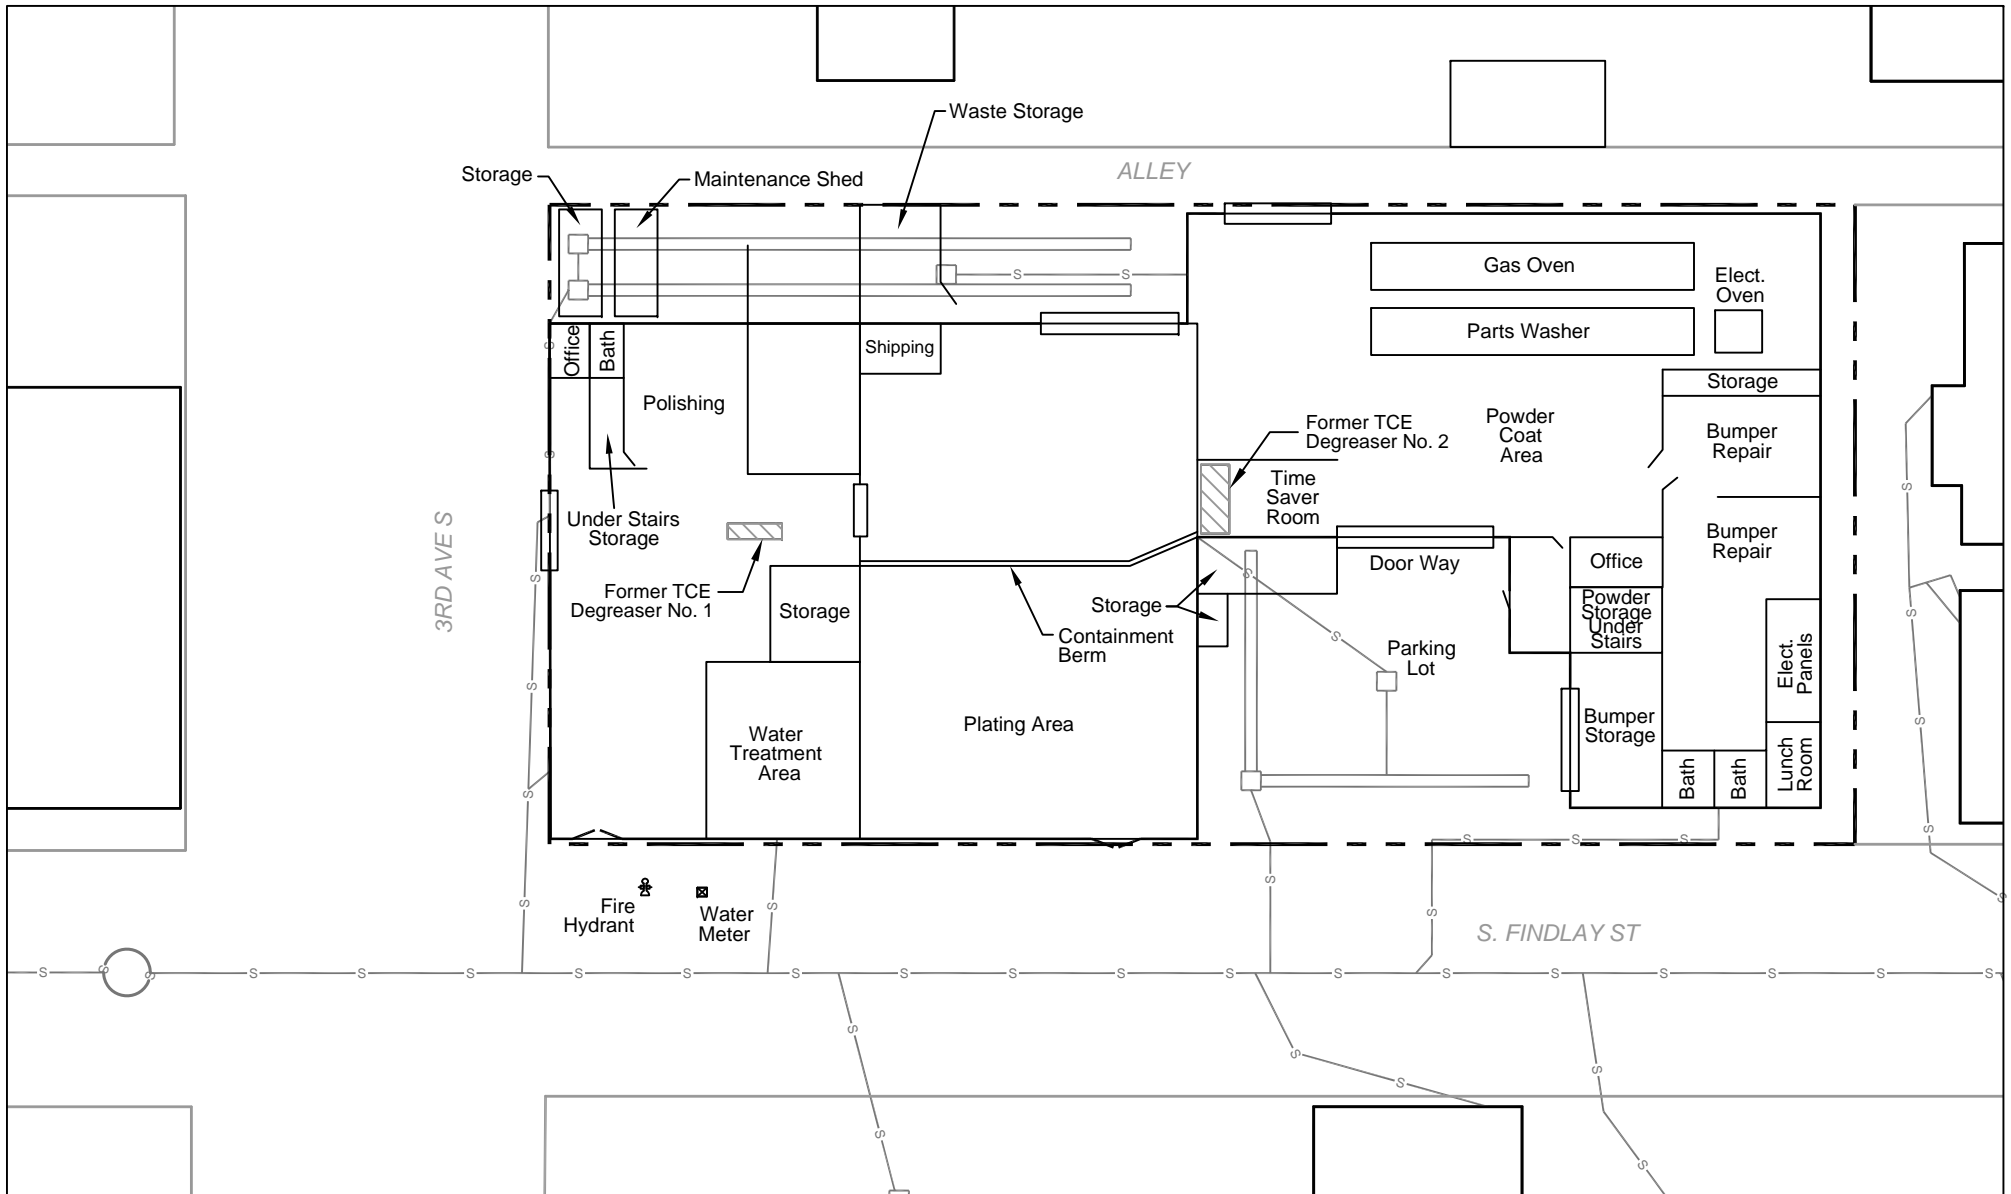 Waste Storage
ALLEY
Storage
Maintenance Shed
Gas Oven
Elect.
Oven
Parts Washer
Office
Bath
Shipping
Storage
Polishing
Former TCE
Degreaser No. 2
Powder
Coat
Area
Bumper
Repair
Time
Saver
Room
3RD AVE S
Under Stairs
Storage
Bumper
Repair
Door Way
Office
Former TCE
Degreaser No. 1
Storage
Storage
Containment
Berm
Powder
Storage
Under
Stairs
Parking
Lot
Elect.
Panels
Plating Area
Water
Treatment
Area
Bumper
Storage
Bath
Bath
Lunch
Room
Fire
Hydrant
Water
Meter
S. FINDLAY ST
S S S S S S S S S S S S S S S S S S S